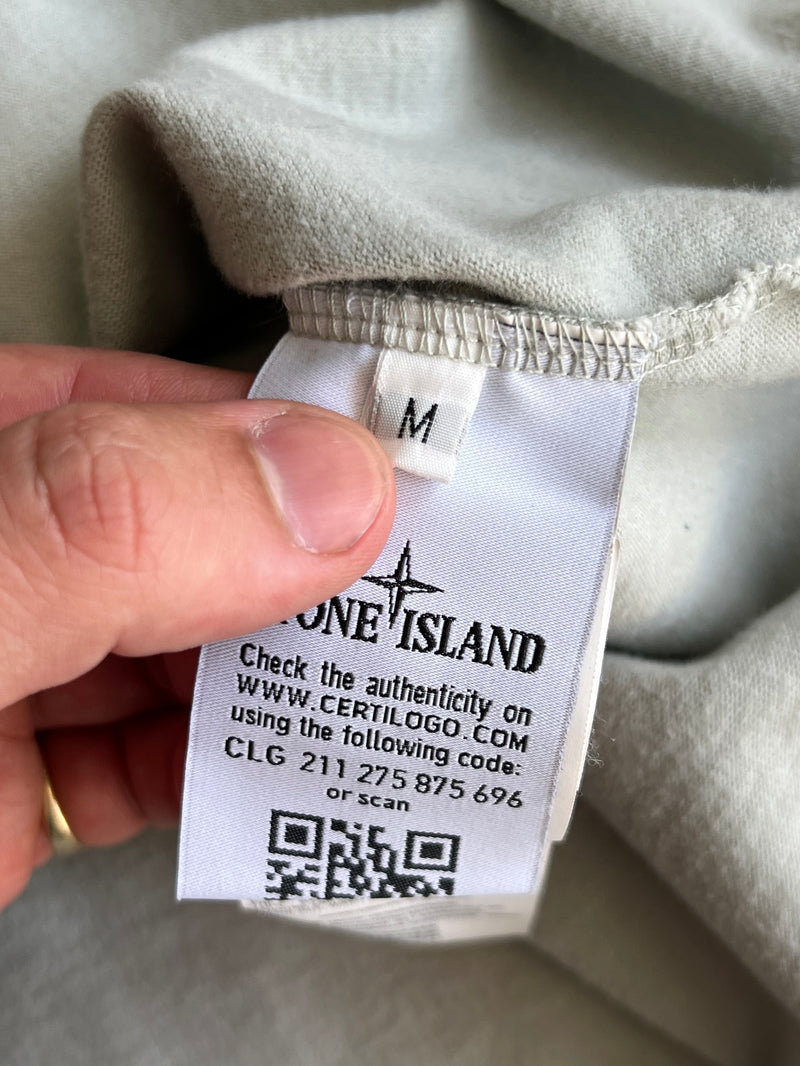 M
TONE ISLAND
Check the authenticity on
WWW.CERTILOGO.COM
using the following code:
CLG 211 275 875 696
or scan